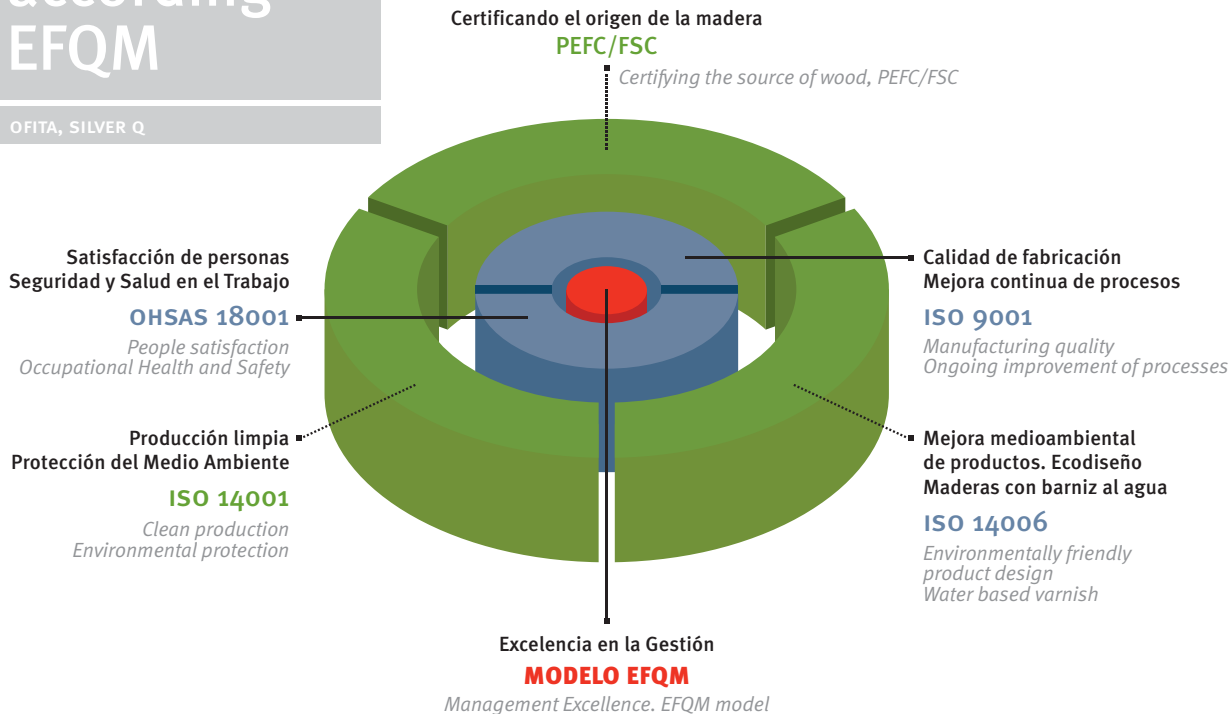 according
EFQM
OFITA, SILVER Q
Certificando el origen de la madera
PEFC/FSC
Certifying the source of wood, PEFC/FSC
Satisfacción de personas
Seguridad y Salud en el Trabajo
OHSAS 18001
People satisfaction
Occupational Health and Safety
Calidad de fabricación
Mejora continua de procesos
ISO 9001
Manufacturing quality
Ongoing improvement of processes
Producción limpia
Protección del Medio Ambiente
ISO 14001
Clean production
Environmental protection
Mejora medioambiental
de productos. Ecodiseño
Maderas con barniz al agua
ISO 14006
Environmentally friendly
product design
Water based varnish
Excelencia en la Gestión
MODELO EFQM
Management Excellence. EFQM model